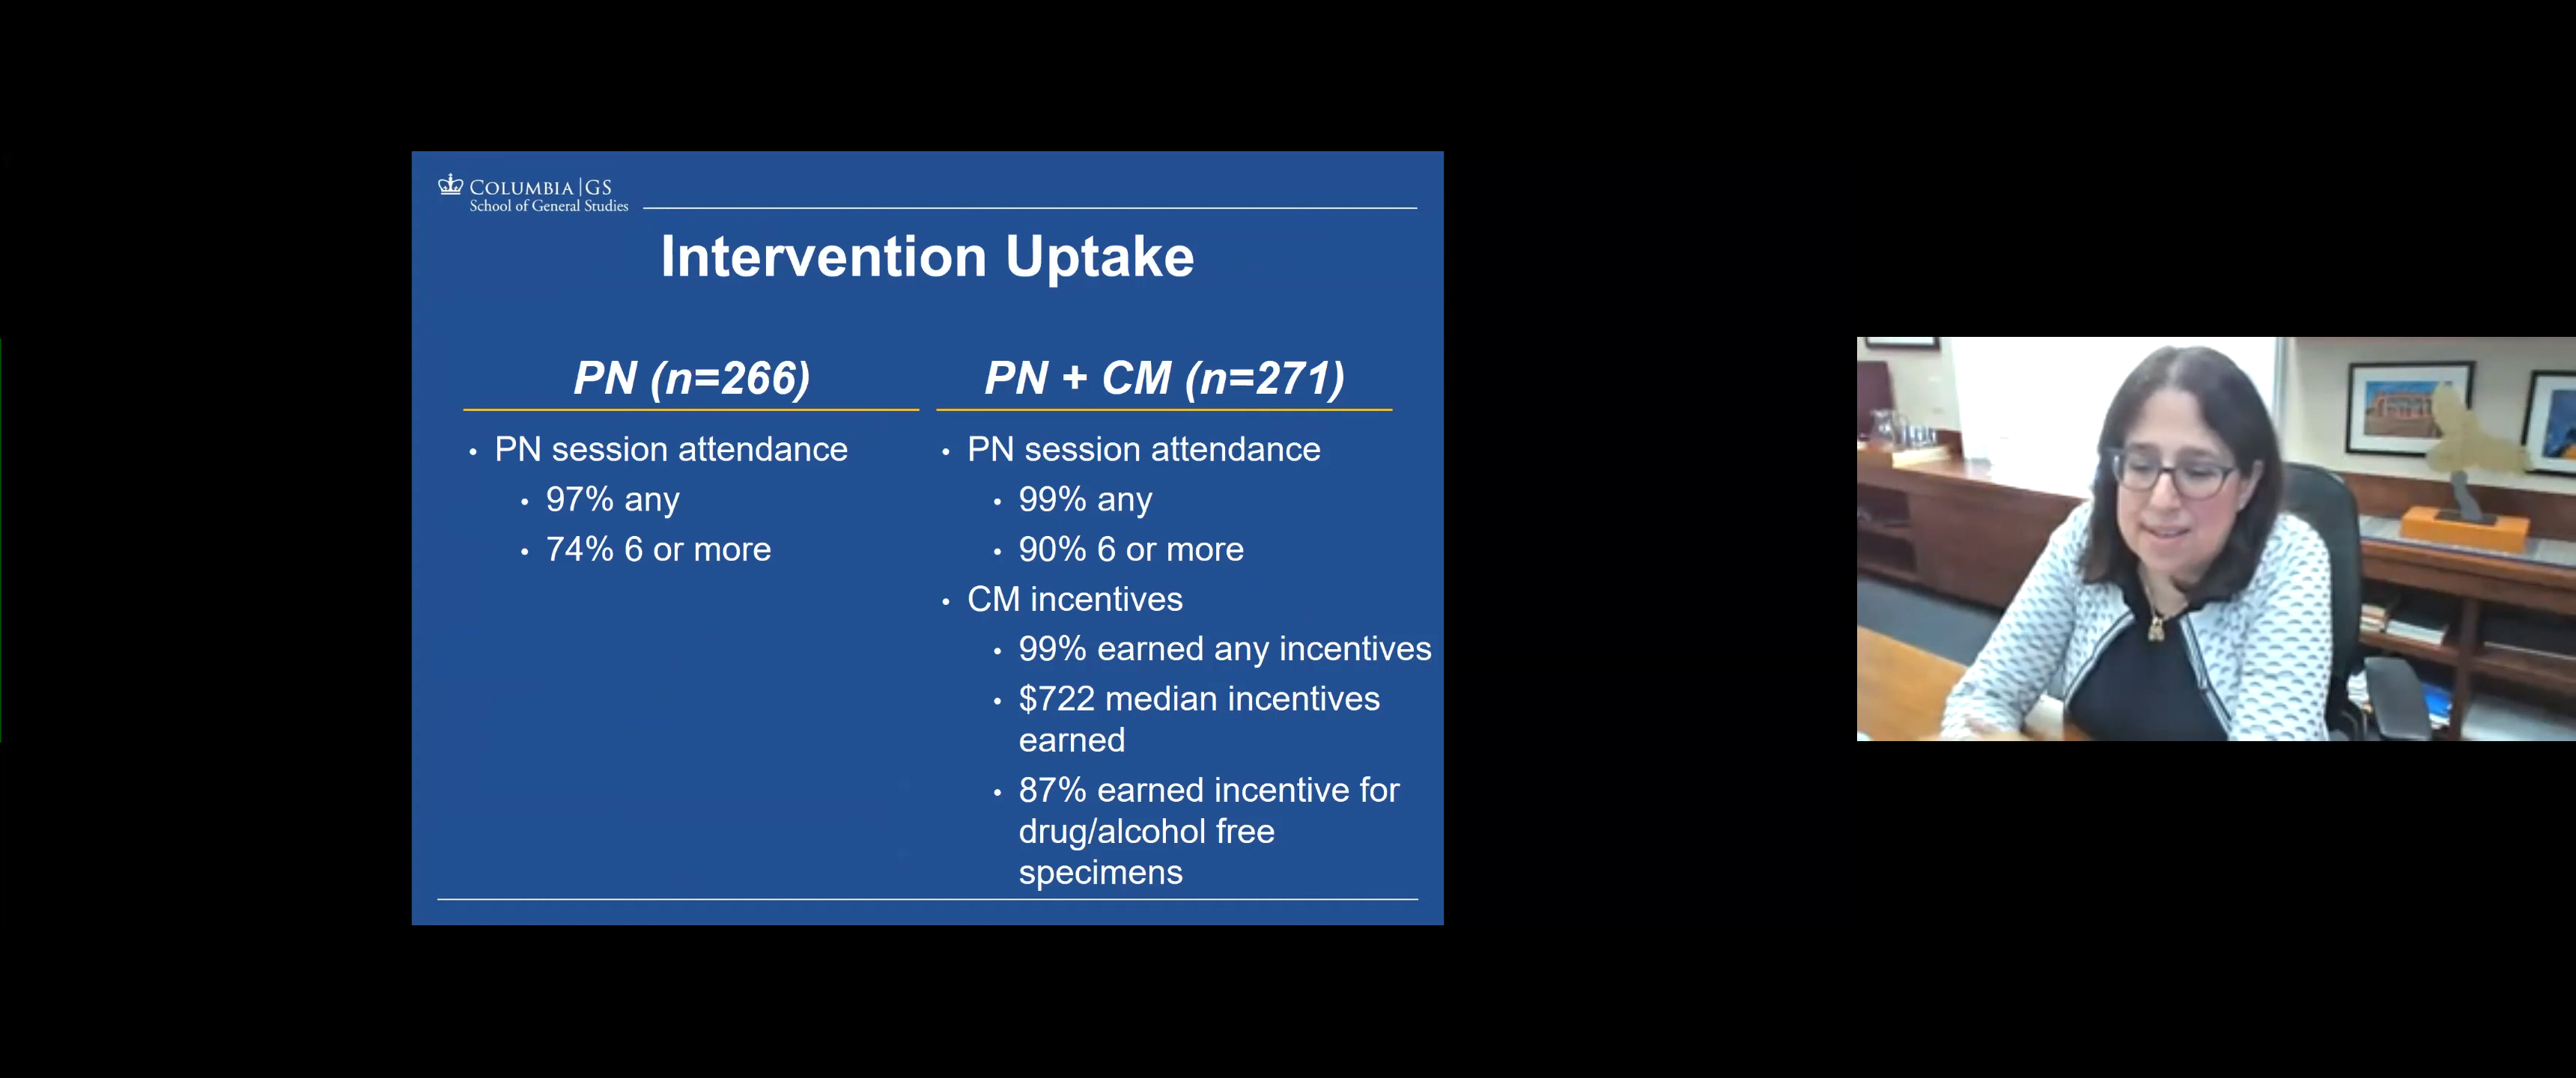 COLUMBIA | GS
School of General Studies
Intervention Uptake
PN (n=266)
• PN session attendance
• 97% any
• 74% 6 or more
PN + CM (n=271)
• PN session attendance
• 99% any
• 90% 6 or more
• CM incentives
• 99% earned any incentives
• $722 median incentives
earned
• 87% earned incentive for
drug/alcohol free
specimens